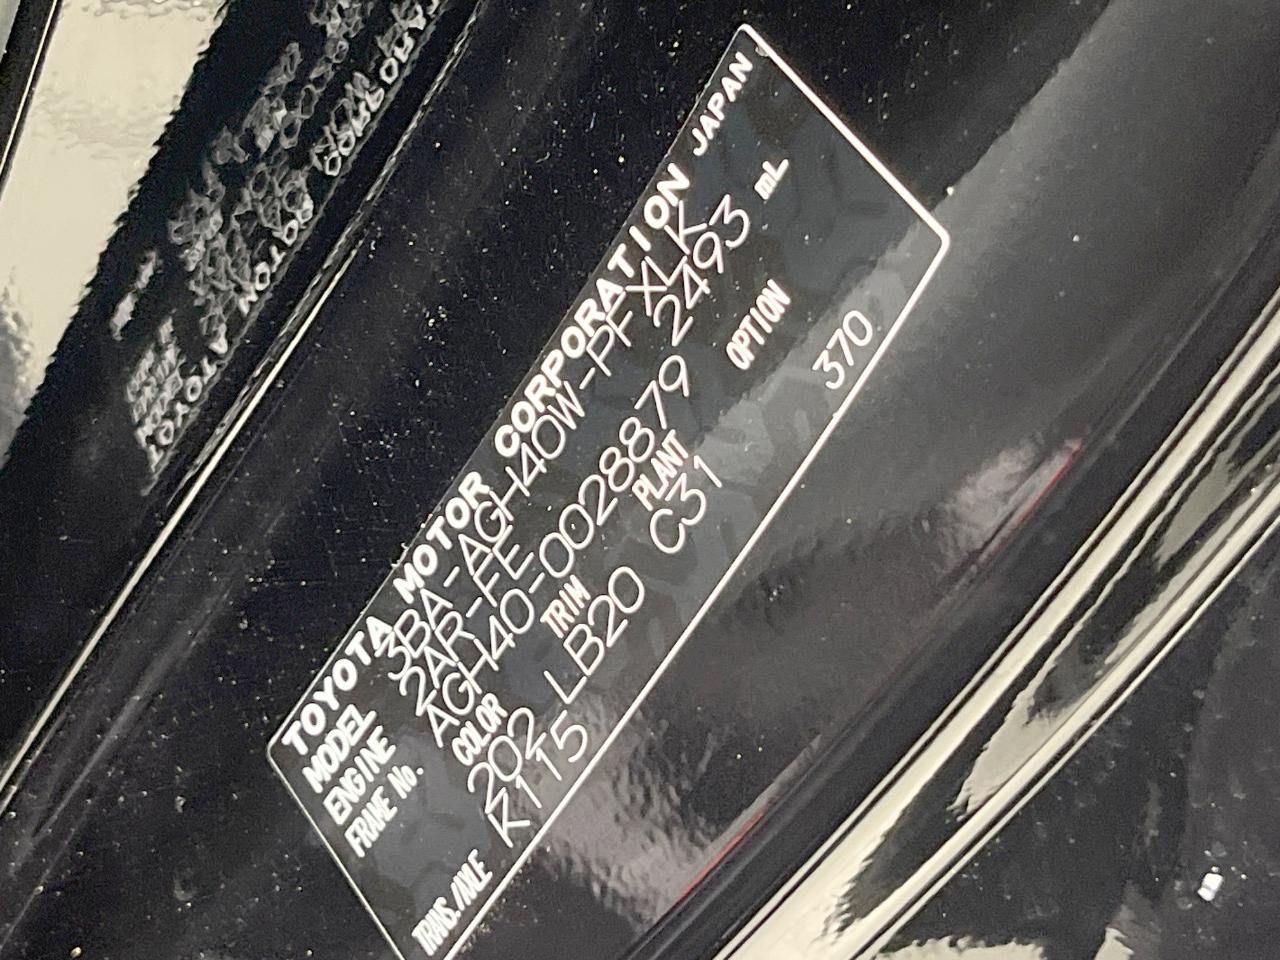 TOYOTA MOTOR CORPORATION JAPAN
MODEL 3BA-AGH40W-PFXLK
ENGINE 2AR-FE 2493 mL
FRAME No. AGH40-0028879
COLOR TRIM PLANT OPTION
202 LB20 C31 370
TRANS./AXLE K115